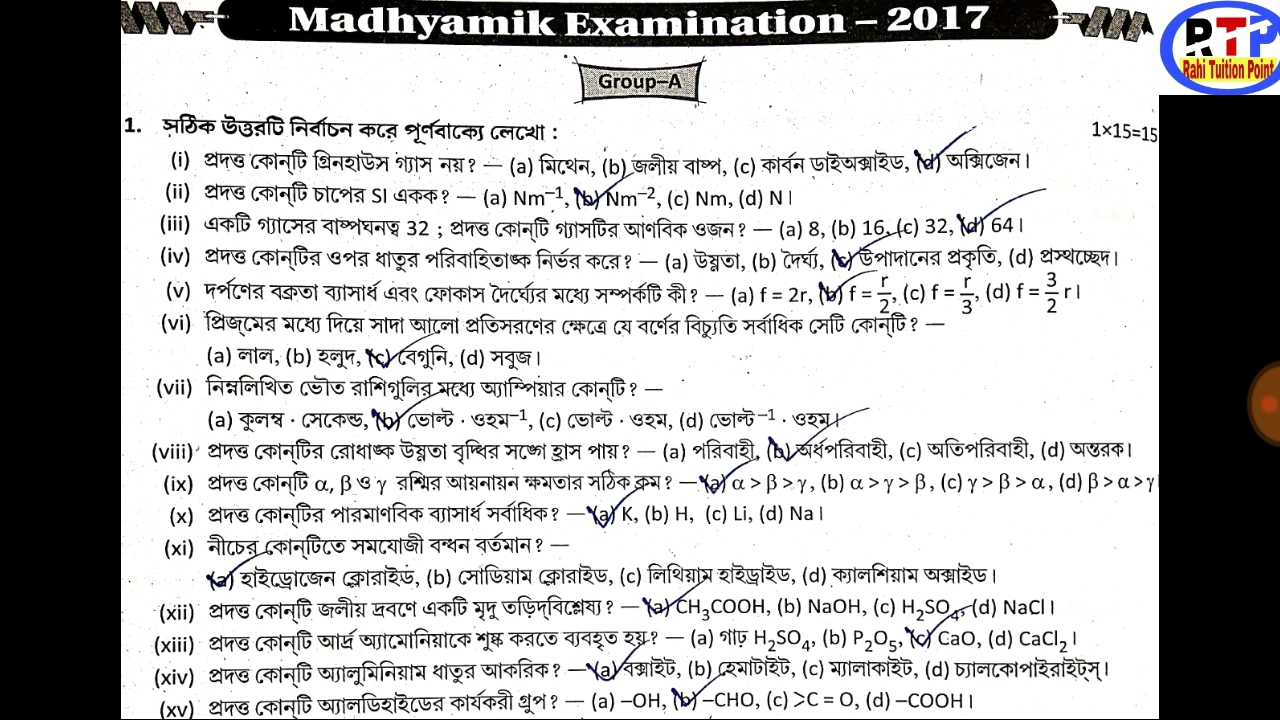 Madhyamik Examination – 2017
RTP
Rahi Tuition Point
Group–A
1. সঠিক উত্তরটি নির্বাচন করে পূর্ণবাক্যে লেখো : 1×15=15
(i) প্রদত্ত কোন্‌টি গ্রিনহাউস গ্যাস নয়? — (a) মিথেন, (b) জলীয় বাষ্প, (c) কার্বন ডাইঅক্সাইড, (d) অক্সিজেন।
(ii) প্রদত্ত কোন্‌টি চাপের SI একক? — (a) Nm⁻¹, (b) Nm⁻², (c) Nm, (d) N।
(iii) একটি গ্যাসের বাষ্পঘনত্ব 32 ; প্রদত্ত কোন্‌টি গ্যাসটির আণবিক ওজন? — (a) 8, (b) 16, (c) 32, (d) 64।
(iv) প্রদত্ত কোন্‌টির ওপর ধাতুর পরিবাহিতাঙ্ক নির্ভর করে? — (a) উষ্ণতা, (b) দৈর্ঘ্য, (c) উপাদানের প্রকৃতি, (d) প্রস্থচ্ছেদ।
(v) দর্পণের বক্রতা ব্যাসার্ধ এবং ফোকাস দৈর্ঘ্যের মধ্যে সম্পর্কটি কী? — (a) f = 2r, (b) f = r/2, (c) f = r/3, (d) f = 3/2 r।
(vi) প্রিজ্‌মের মধ্যে দিয়ে সাদা আলো প্রতিসরণের ক্ষেত্রে যে বর্ণের বিচ্যুতি সর্বাধিক সেটি কোন্‌টি? —
(a) লাল, (b) হলুদ, (c) বেগুনি, (d) সবুজ।
(vii) নিম্নলিখিত ভৌত রাশিগুলির মধ্যে অ্যাম্পিয়ার কোন্‌টি? —
(a) কুলম্ব · সেকেন্ড, (b) ভোল্ট · ওহম⁻¹, (c) ভোল্ট · ওহম, (d) ভোল্ট⁻¹ · ওহম।
(viii) প্রদত্ত কোন্‌টির রোধাঙ্ক উষ্ণতা বৃদ্ধির সঙ্গে হ্রাস পায়? — (a) পরিবাহী, (b) অর্ধপরিবাহী, (c) অতিপরিবাহী, (d) অন্তরক।
(ix) প্রদত্ত কোন্‌টি α, β ও γ রশ্মির আয়নায়ন ক্ষমতার সঠিক ক্রম? — (a) α > β > γ, (b) α > γ > β, (c) γ > β > α, (d) β > α > γ
(x) প্রদত্ত কোন্‌টির পারমাণবিক ব্যাসার্ধ সর্বাধিক? — (a) K, (b) H, (c) Li, (d) Na।
(xi) নীচের কোন্‌টিতে সমযোজী বন্ধন বর্তমান? —
(a) হাইড্রোজেন ক্লোরাইড, (b) সোডিয়াম ক্লোরাইড, (c) লিথিয়াম হাইড্রাইড, (d) ক্যালশিয়াম অক্সাইড।
(xii) প্রদত্ত কোন্‌টি জলীয় দ্রবণে একটি মৃদু তড়িদ্‌বিশ্লেষ্য? — (a) CH₃COOH, (b) NaOH, (c) H₂SO₄, (d) NaCl।
(xiii) প্রদত্ত কোন্‌টি আর্দ্র অ্যামোনিয়াকে শুষ্ক করতে ব্যবহৃত হয়? — (a) গাঢ় H₂SO₄, (b) P₂O₅, (c) CaO, (d) CaCl₂।
(xiv) প্রদত্ত কোন্‌টি অ্যালুমিনিয়াম ধাতুর আকরিক? — (a) বক্সাইট, (b) হেমাটাইট, (c) ম্যালাকাইট, (d) চ্যালকোপাইরাইট্‌স্‌।
(xv) প্রদত্ত কোন্‌টি অ্যালডিহাইডের কার্যকরী গ্রুপ? — (a) –OH, (b) –CHO, (c) >C = O, (d) –COOH।